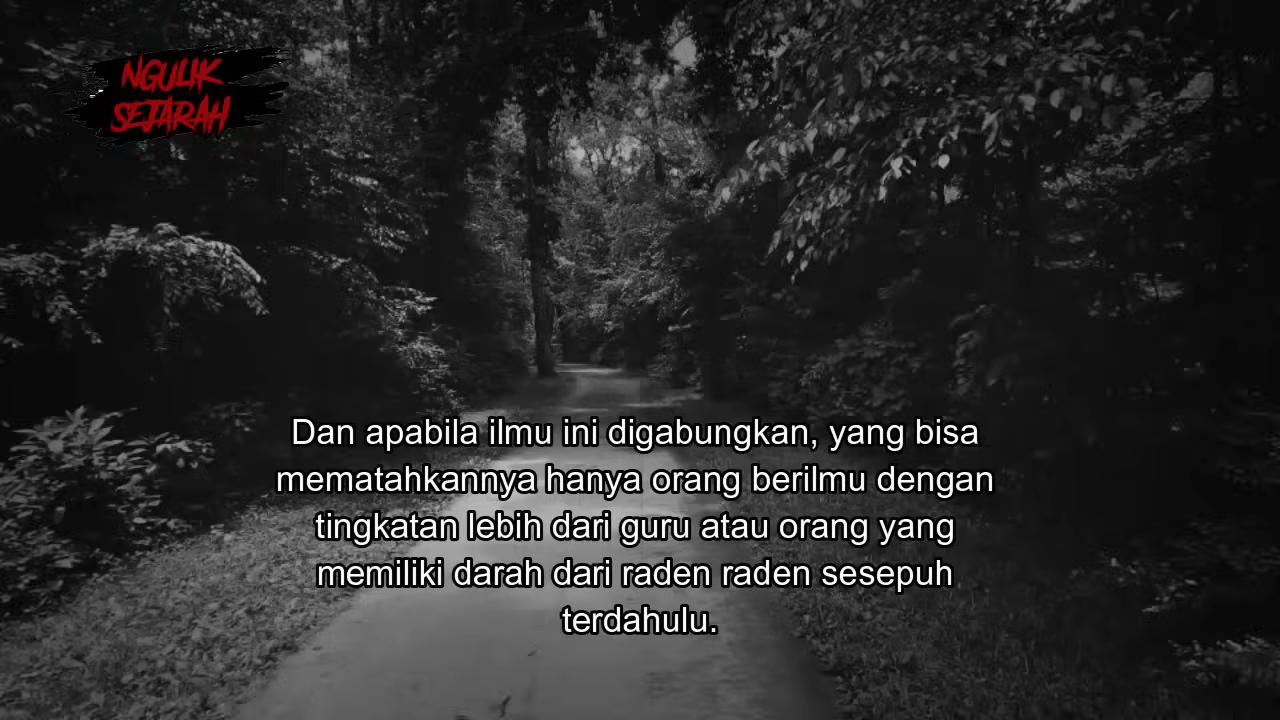 NGULIK
SEJARAH
Dan apabila ilmu ini digabungkan, yang bisa
mematahkannya hanya orang berilmu dengan
tingkatan lebih dari guru atau orang yang
memiliki darah dari raden raden sesepuh
terdahulu.